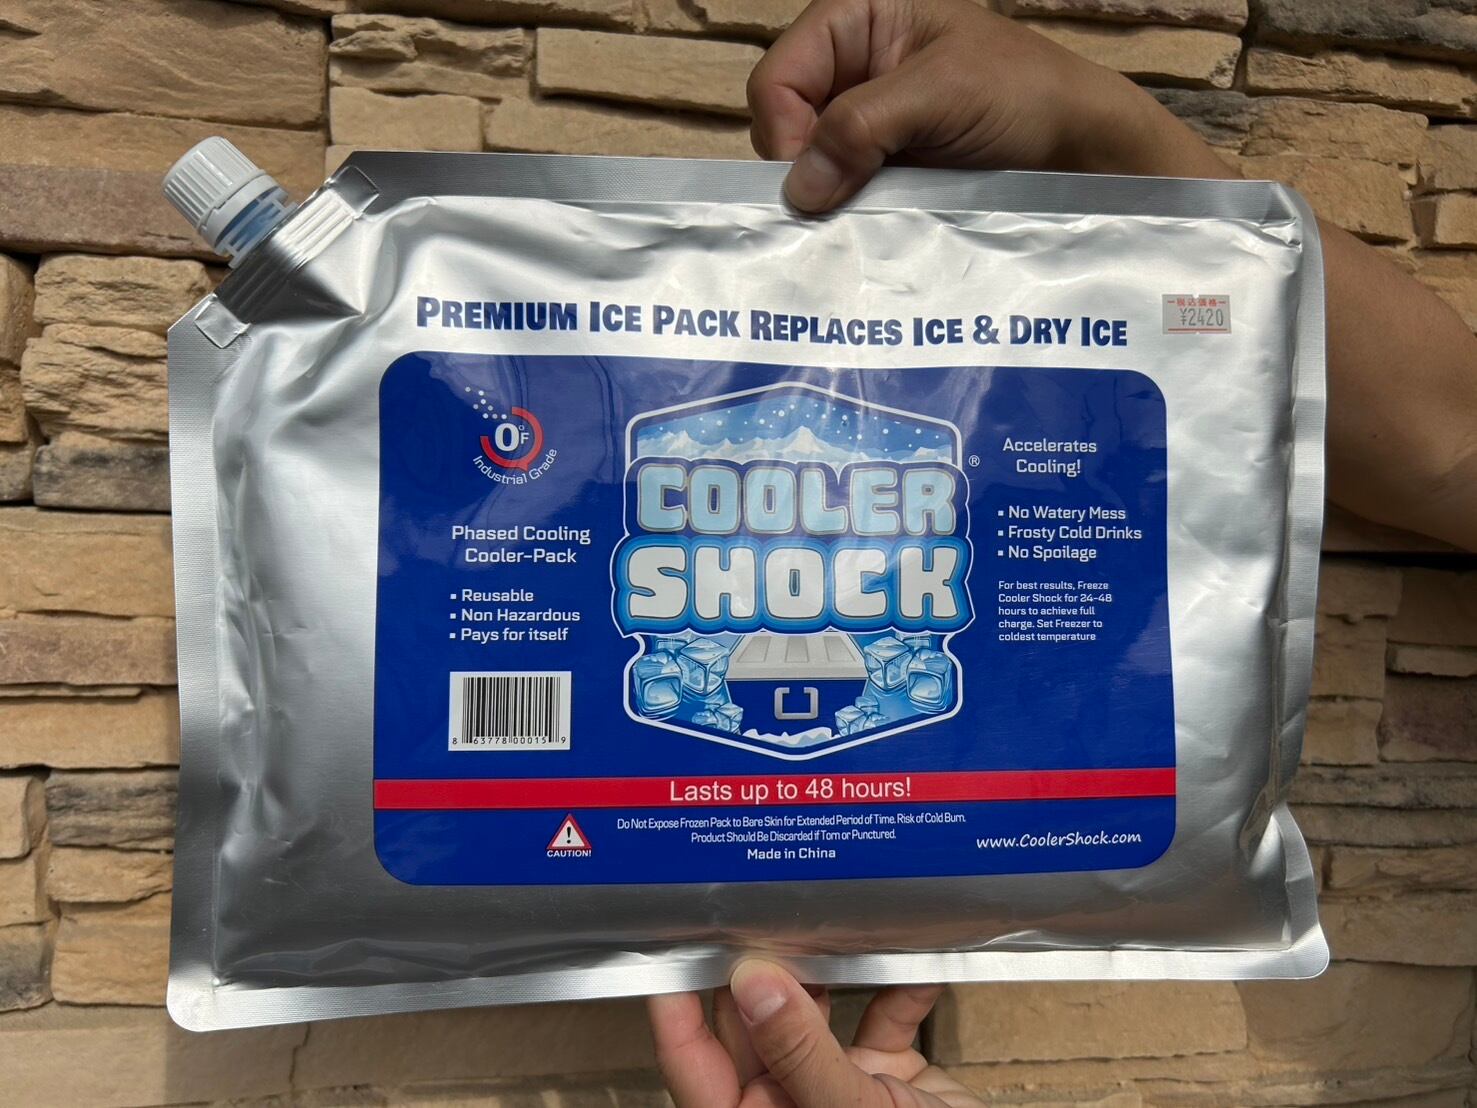 PREMIUM ICE PACK REPLACES ICE & DRY ICE
税込価格
¥2420
0°F
Industrial Grade
Phased Cooling
Cooler-Pack
▪ Reusable
▪ Non Hazardous
▪ Pays for itself
8 63778 00015 9
COOLER
SHOCK
®
Accelerates
Cooling!
▪ No Watery Mess
▪ Frosty Cold Drinks
▪ No Spoilage
For best results, Freeze
Cooler Shock for 24-48
hours to achieve full
charge. Set Freezer to
coldest temperature
Lasts up to 48 hours!
CAUTION!
Do Not Expose Frozen Pack to Bare Skin for Extended Period of Time. Risk of Cold Burn.
Product Should Be Discarded if Torn or Punctured.
Made in China
www.CoolerShock.com